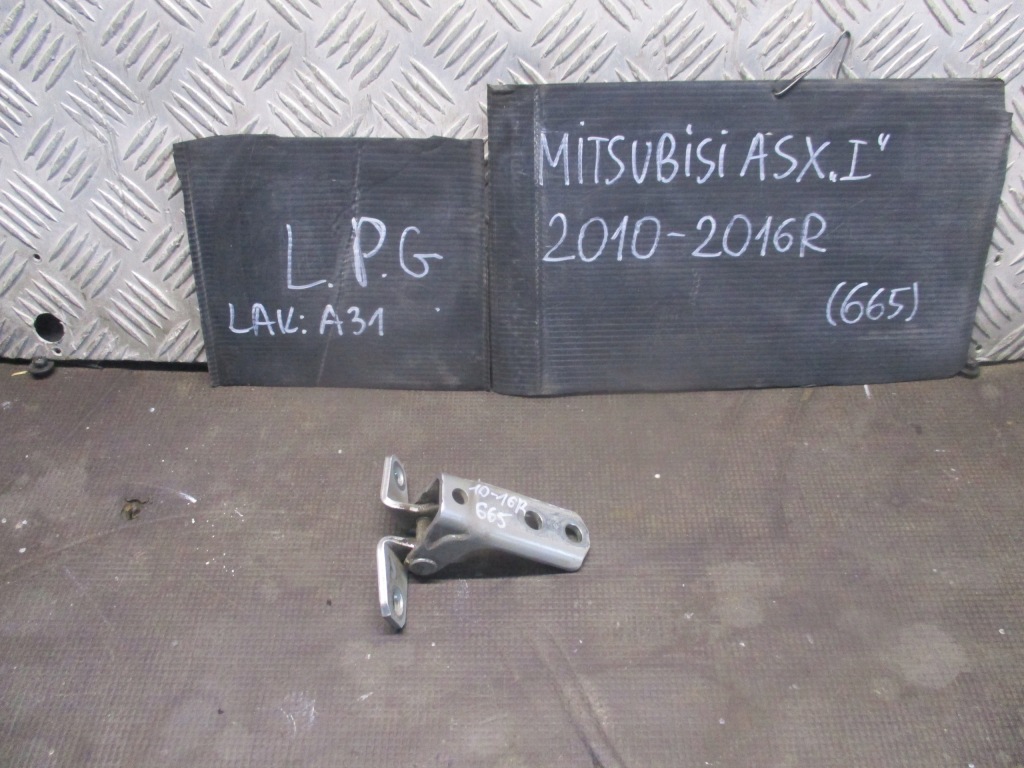 L.P.G
LAK: A31
MITSUBISI ASX„I"
2010-2016R
(665)
10-16R
665